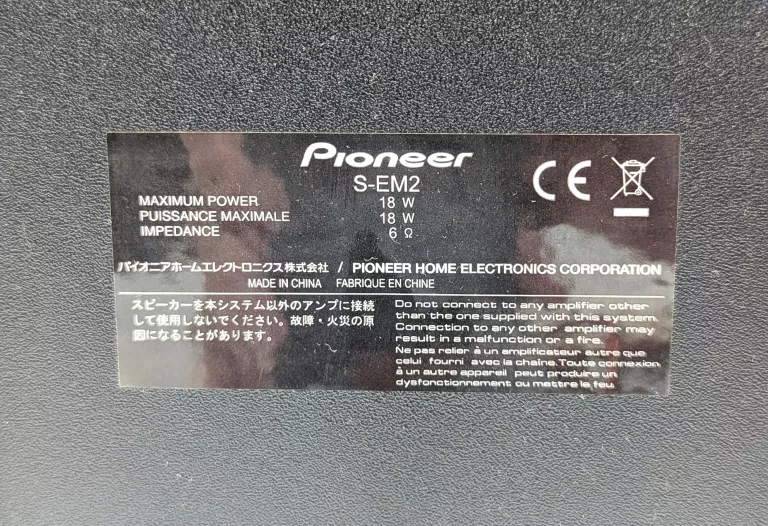 Pioneer
S-EM2
MAXIMUM POWER 18 W
PUISSANCE MAXIMALE 18 W
IMPEDANCE 6 Ω
CE
パイオニアホームエレクトロニクス株式会社 / PIONEER HOME ELECTRONICS CORPORATION
MADE IN CHINA FABRIQUE EN CHINE
スピーカーを本システム以外のアンプに接続
して使用しないでください。故障・火災の原
因になることがあります。
Do not connect to any amplifier other
than the one supplied with this system.
Connection to any other amplifier may
result in a malfunction or a fire.
Ne pas relier à un amplificateur autre que
celui fourni avec la chaîne.Toute connexion
à un autre appareil peut produire un
dysfonctionnement ou mettre le feu.